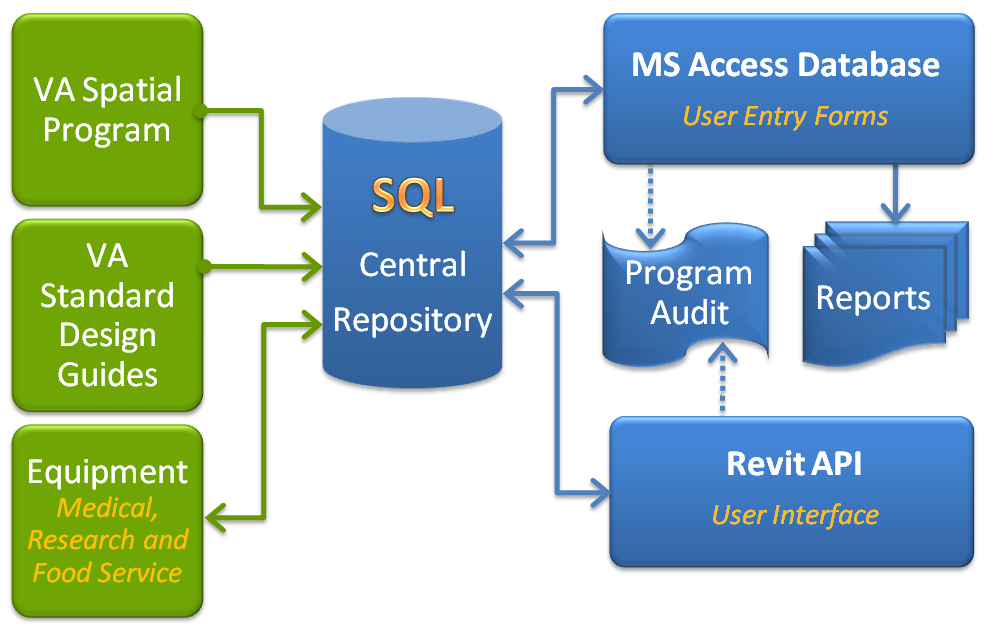 VA Spatial
Program
VA
Standard
Design
Guides
Equipment
Medical,
Research and
Food Service
SQL
Central
Repository
MS Access Database
User Entry Forms
Program
Audit
Reports
Revit API
User Interface